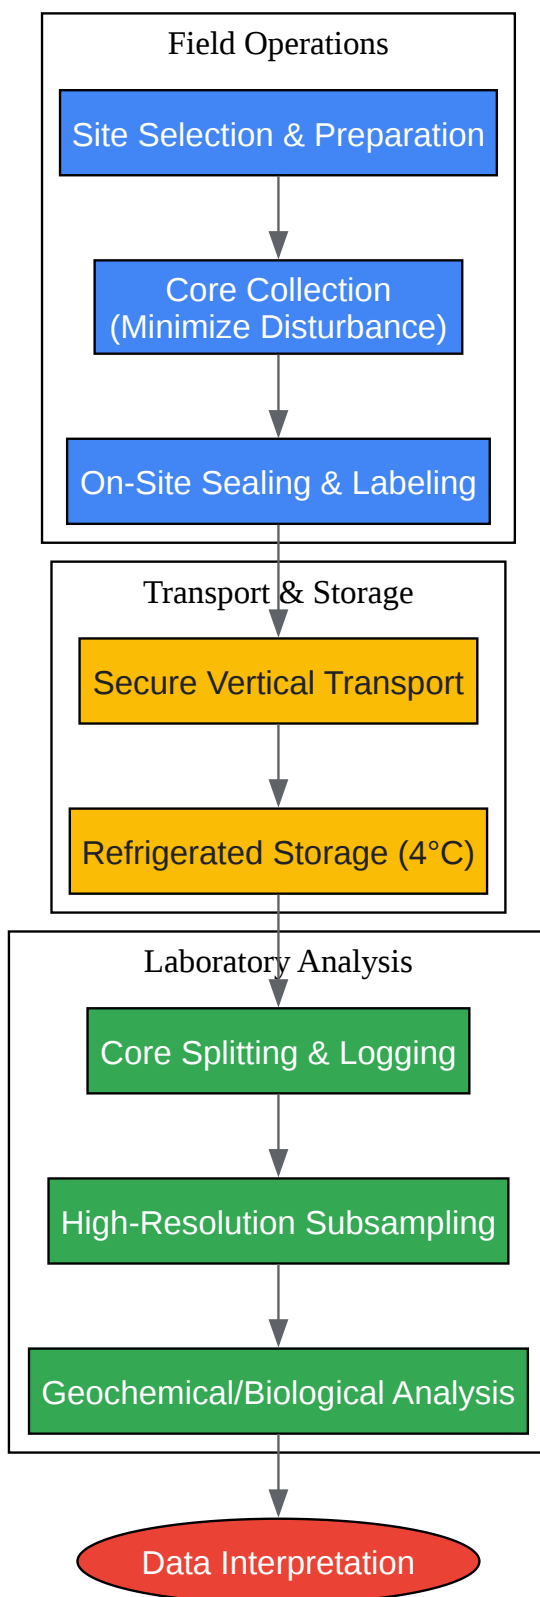 Field Operations
Site Selection & Preparation
Core Collection
(Minimize Disturbance)
On-Site Sealing & Labeling
Transport & Storage
Secure Vertical Transport
Refrigerated Storage (4°C)
Laboratory Analysis
Core Splitting & Logging
High-Resolution Subsampling
Geochemical/Biological Analysis
Data Interpretation